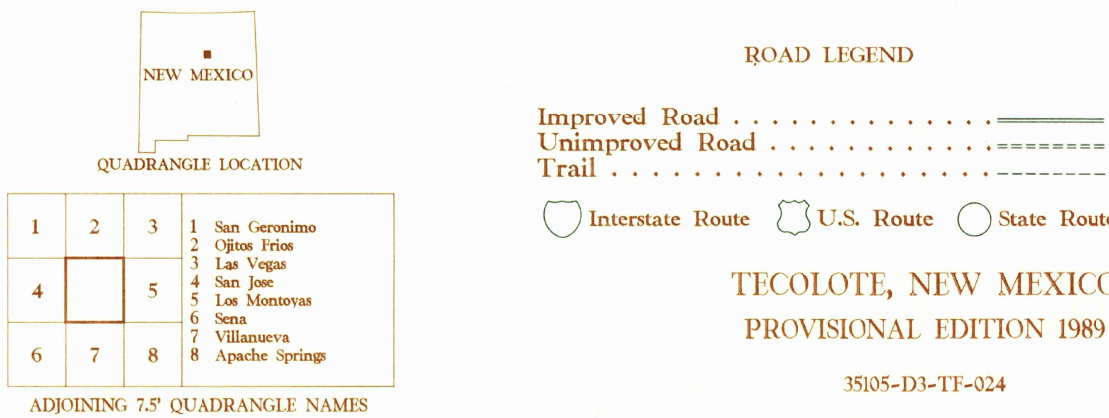 NEW MEXICO
QUADRANGLE LOCATION
1 2 3
4 5
6 7 8
1 San Geronimo
2 Ojitos Frios
3 Las Vegas
4 San Jose
5 Los Montoyas
6 Sena
7 Villanueva
8 Apache Springs
ADJOINING 7.5' QUADRANGLE NAMES
ROAD LEGEND
Improved Road
Unimproved Road
Trail
Interstate Route U.S. Route State Route
TECOLOTE, NEW MEXICO
PROVISIONAL EDITION 1989
35105-D3-TF-024